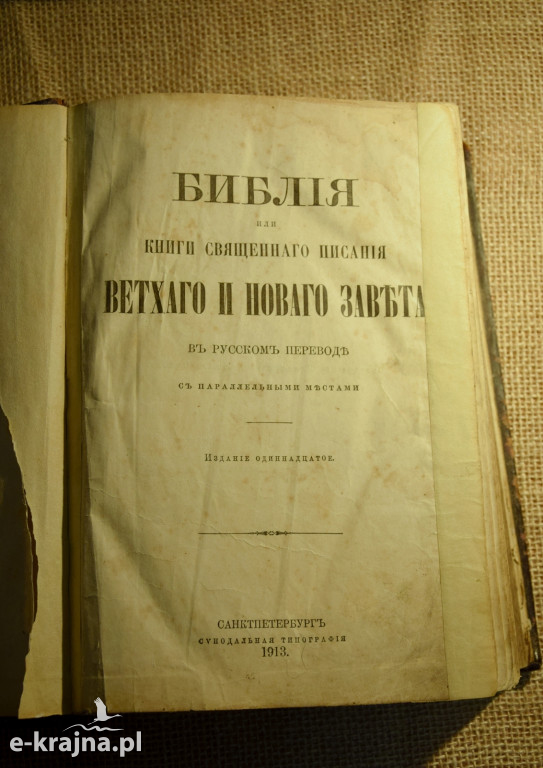 БИБЛІЯ
ИЛИ
КНИГИ СВЯЩЕННАГО ПИСАНІЯ
ВЕТХАГО И НОВАГО ЗАВѢТА
ВЪ РУССКОМЪ ПЕРЕВОДѢ
СЪ ПАРАЛЛЕЛЬНЫМИ МѢСТАМИ
Изданіе одиннадцатое.
САНКТПЕТЕРБУРГЪ
СѴНОДАЛЬНАЯ ТИПОГРАФІЯ
1913.
e-krajna.pl